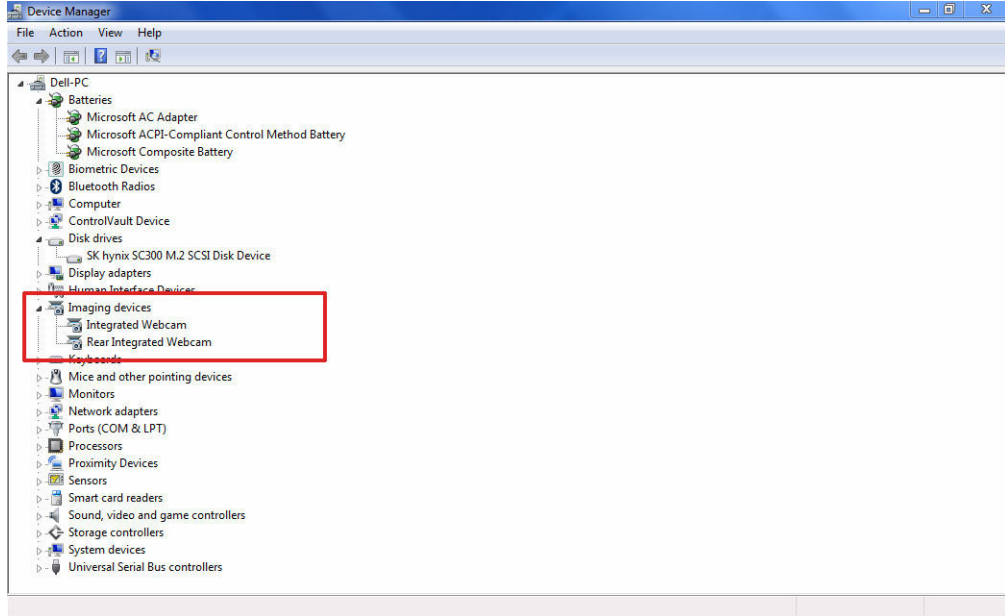 Device Manager
File Action View Help
Dell-PC
Batteries
Microsoft AC Adapter
Microsoft ACPI-Compliant Control Method Battery
Microsoft Composite Battery
Biometric Devices
Bluetooth Radios
Computer
ControlVault Device
Disk drives
SK hynix SC300 M.2 SCSI Disk Device
Display adapters
Human Interface Devices
Imaging devices
Integrated Webcam
Rear Integrated Webcam
Keyboards
Mice and other pointing devices
Monitors
Network adapters
Ports (COM & LPT)
Processors
Proximity Devices
Sensors
Smart card readers
Sound, video and game controllers
Storage controllers
System devices
Universal Serial Bus controllers